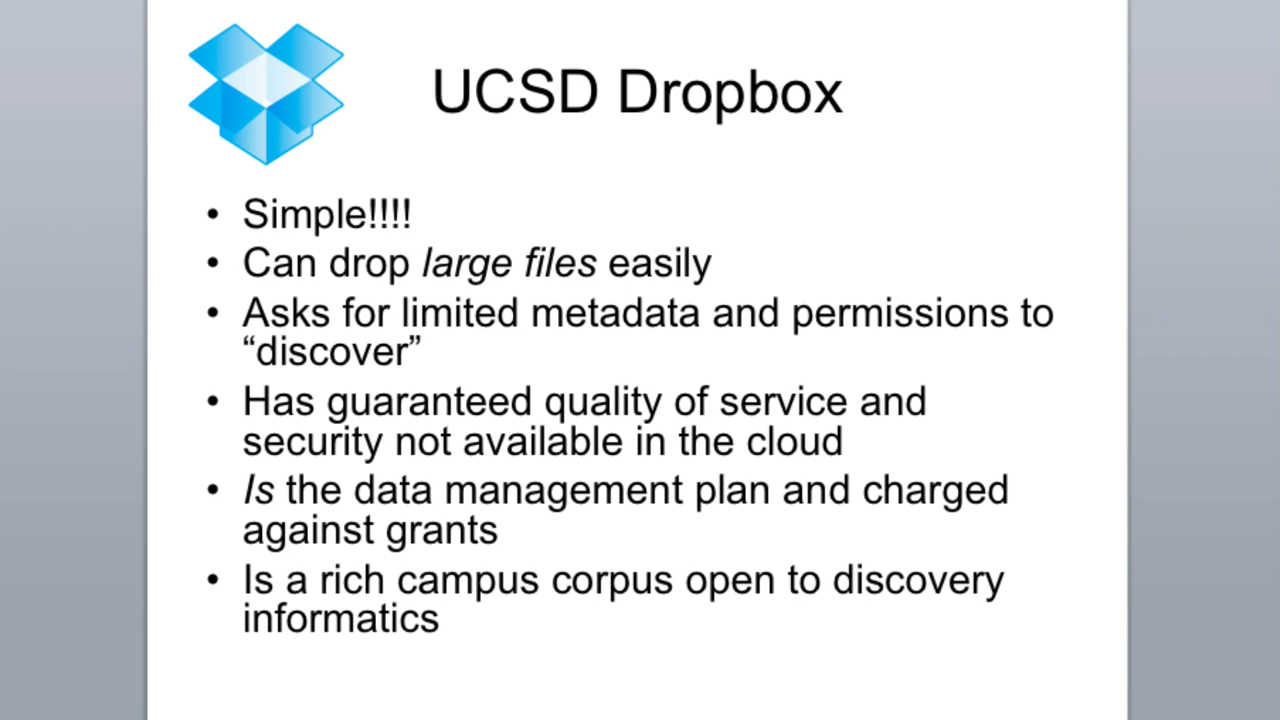 UCSD Dropbox
• Simple!!!!
• Can drop large files easily
• Asks for limited metadata and permissions to
“discover”
• Has guaranteed quality of service and
security not available in the cloud
• Is the data management plan and charged
against grants
• Is a rich campus corpus open to discovery
informatics